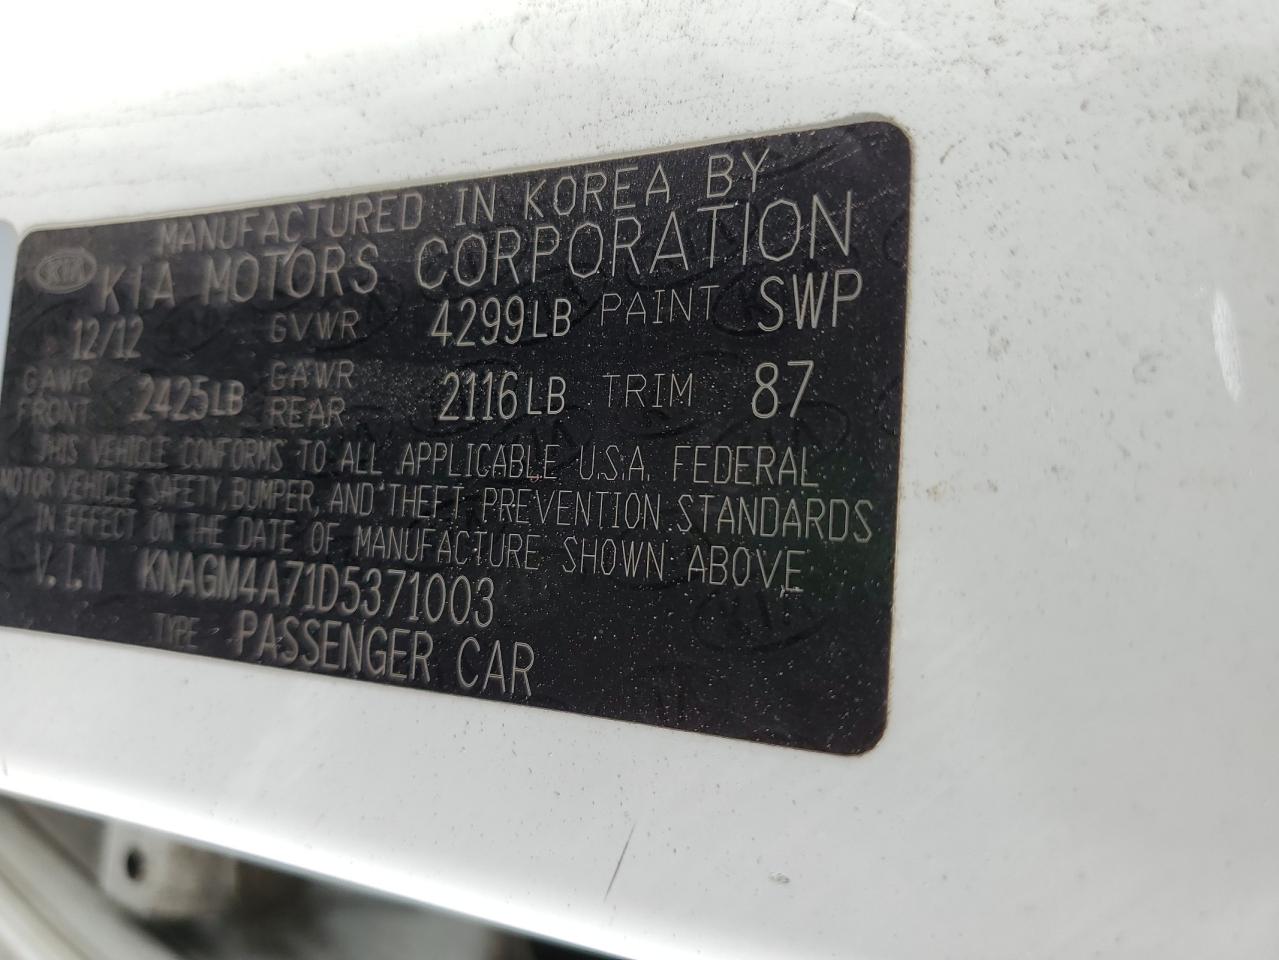 MANUFACTURED IN KOREA BY
KIA KIA MOTORS CORPORATION
12/12 GVWR 4299LB PAINT SWP
GAWR FRONT 2425LB GAWR REAR 2116LB TRIM 87
THIS VEHICLE CONFORMS TO ALL APPLICABLE U.S.A. FEDERAL
MOTOR VEHICLE SAFETY, BUMPER, AND THEFT PREVENTION STANDARDS
IN EFFECT ON THE DATE OF MANUFACTURE SHOWN ABOVE
V.I.N KNAGM4A71D5371003
TYPE PASSENGER CAR